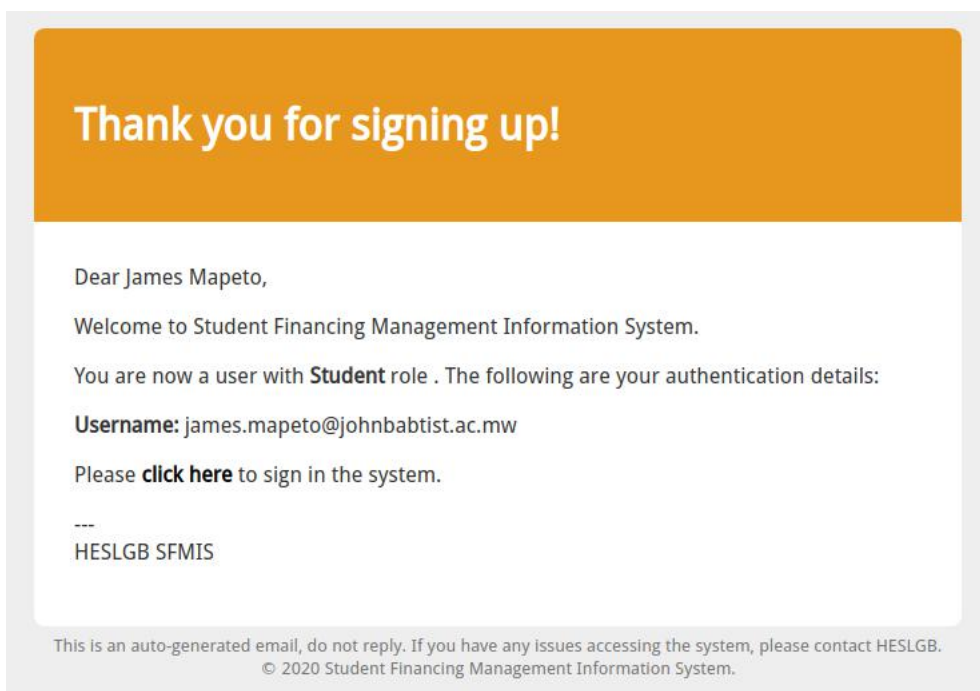 Thank you for signing up!
Dear James Mapeto,
Welcome to Student Financing Management Information System.
You are now a user with Student role . The following are your authentication details:
Username: james.mapeto@johnbabtist.ac.mw
Please click here to sign in the system.
---
HESLGB SFMIS
This is an auto-generated email, do not reply. If you have any issues accessing the system, please contact HESLGB.
© 2020 Student Financing Management Information System.